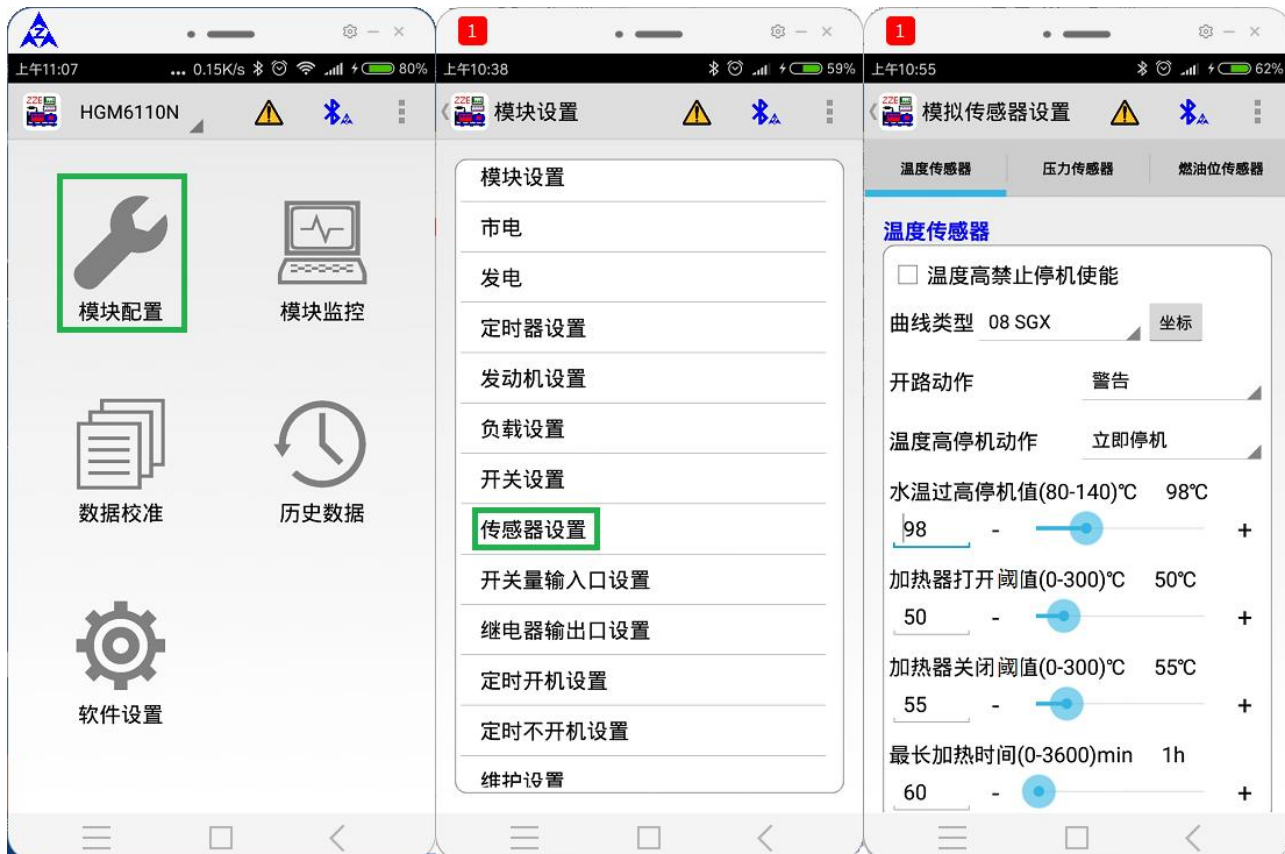 上午11:07 ... 0.15K/s 80%
ZZE HGM6110N
模块配置 模块监控
数据校准 历史数据
软件设置
1
上午10:38 59%
ZZE 模块设置
模块设置
市电
发电
定时器设置
发动机设置
负载设置
开关设置
传感器设置
开关量输入口设置
继电器输出口设置
定时开机设置
定时不开机设置
维护设置
1
上午10:55 62%
ZZE 模拟传感器设置
温度传感器 压力传感器 燃油位传感器
温度传感器
温度高禁止停机使能
曲线类型 08 SGX 坐标
开路动作 警告
温度高停机动作 立即停机
水温过高停机值(80-140)℃ 98℃
98 - +
加热器打开阈值(0-300)℃ 50℃
50 - +
加热器关闭阈值(0-300)℃ 55℃
55 - +
最长加热时间(0-3600)min 1h
60 - +